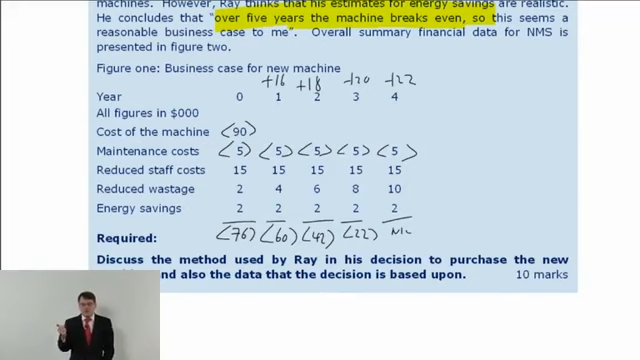 machines. However, Ray thinks that his estimates for energy savings are realistic.
He concludes that "over five years the machine breaks even, so this seems a
reasonable business case to me". Overall summary financial data for NMS is
presented in figure two.
Figure one: Business case for new machine
+16 +18 +20 +22
Year 0 1 2 3 4
All figures in $000
Cost of the machine <90>
Maintenance costs <5> <5> <5> <5> <5>
Reduced staff costs 15 15 15 15 15
Reduced wastage 2 4 6 8 10
Energy savings 2 2 2 2 2
<76> <60> <42> <22> NIL
Required:
Discuss the method used by Ray in his decision to purchase the new
and also the data that the decision is based upon. 10 marks